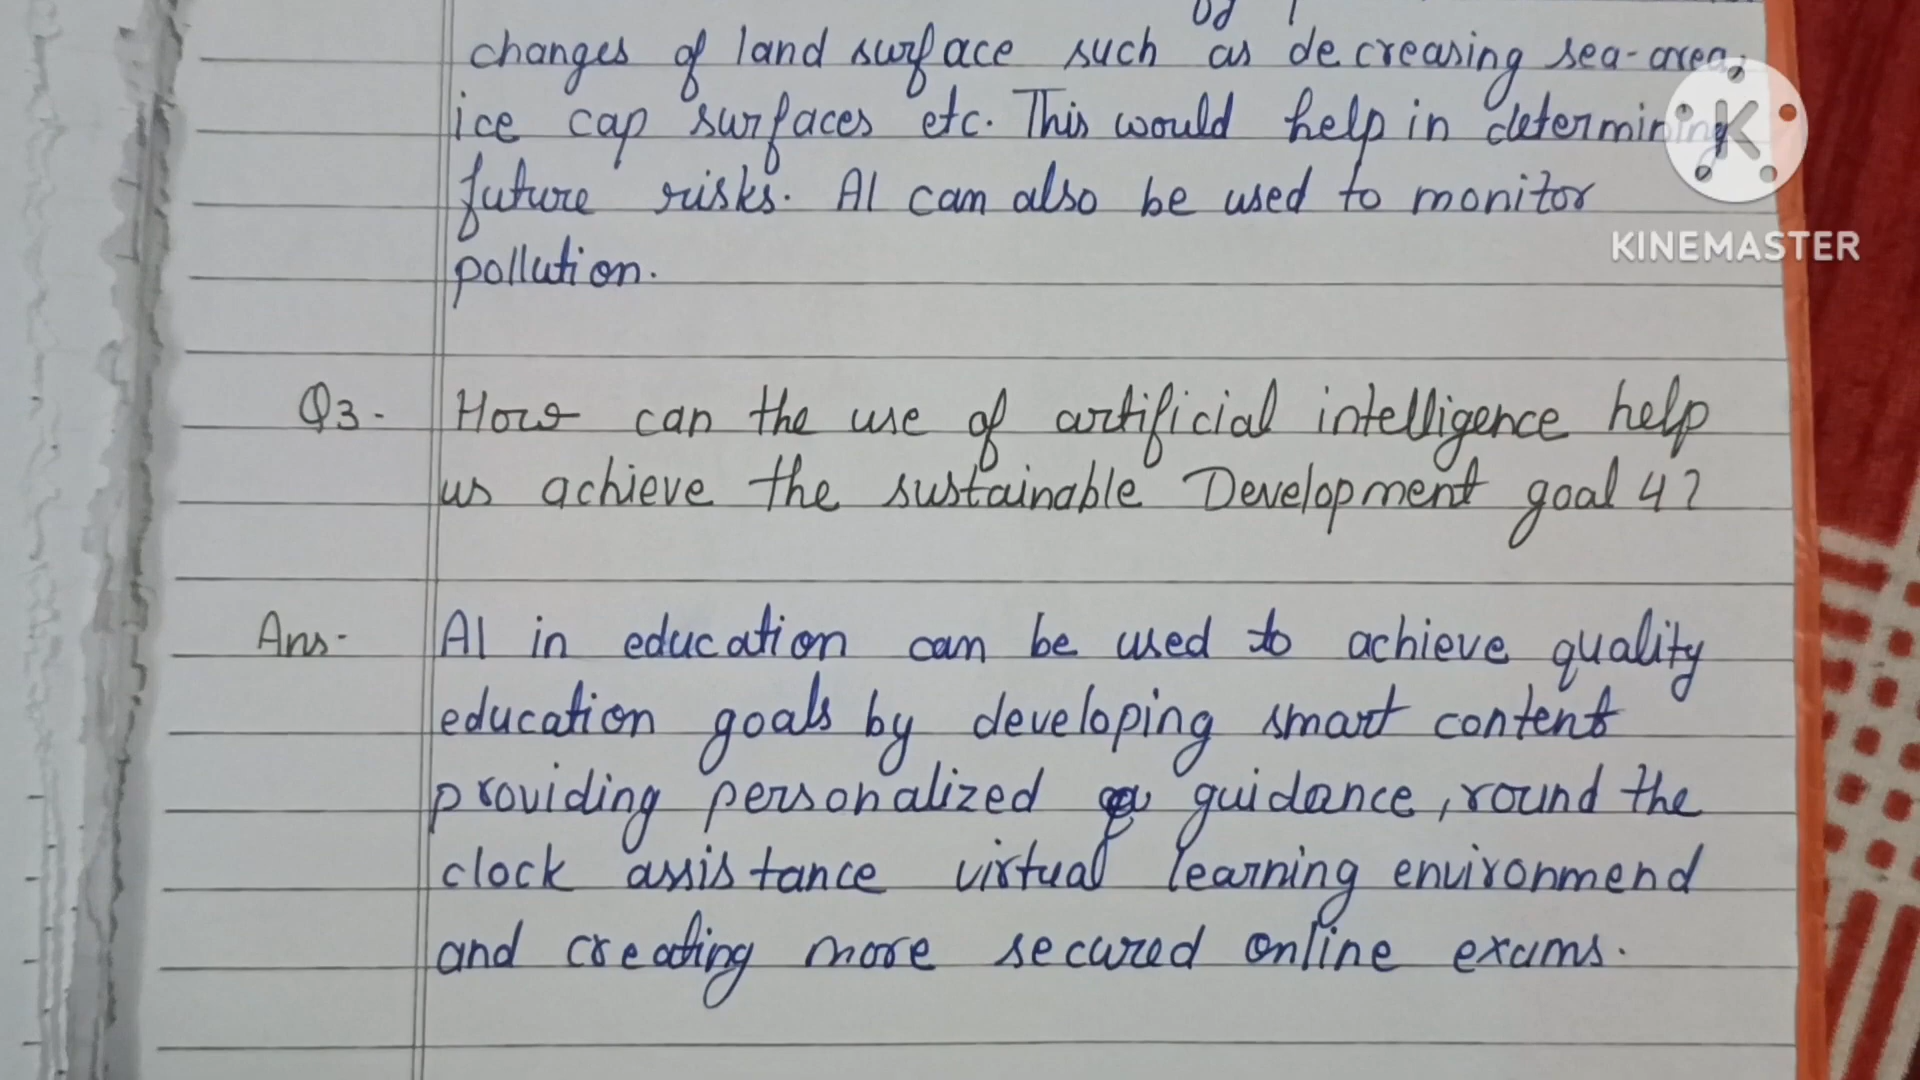 changes of land surface such as decreasing sea-area,
ice cap surfaces etc. This would help in determining
future risks. AI can also be used to monitor
KINEMASTER
pollution.
Q3- How can the use of artificial intelligence help
us achieve the sustainable Development goal 4?
Ans- AI in education can be used to achieve quality
education goals by developing smart content
providing personalized guidance, round the
clock assistance virtual learning environmend
and creating more secured online exams.